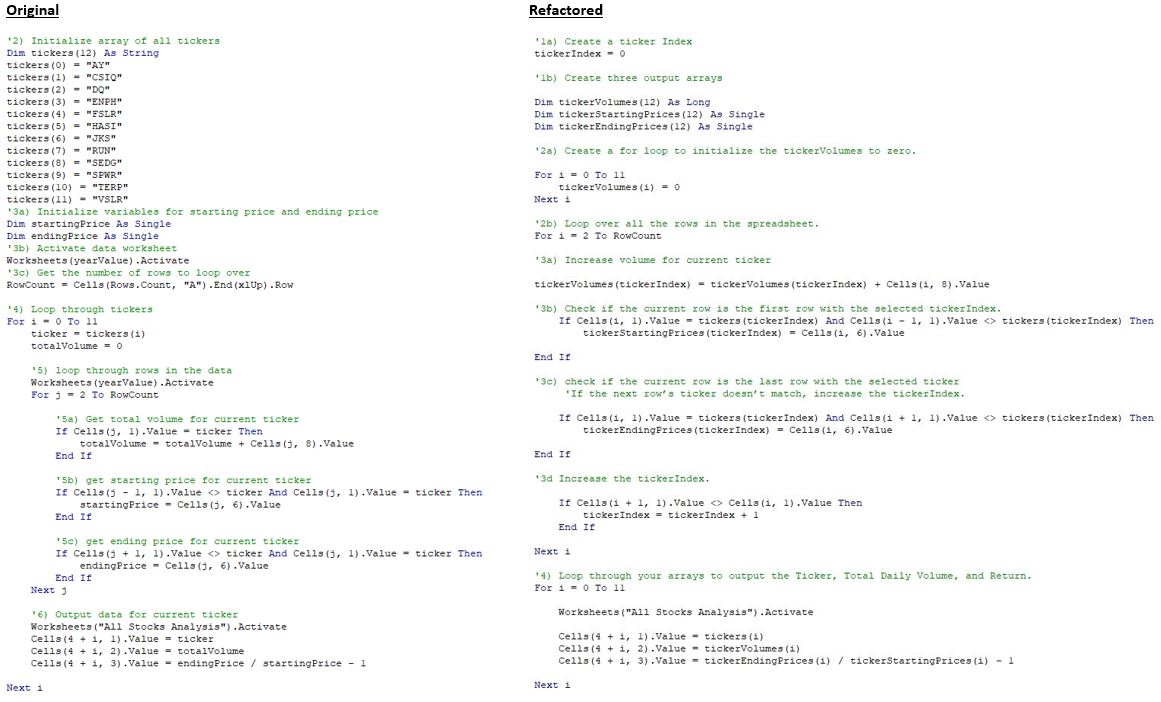 Original
'2) Initialize array of all tickers
Dim tickers(12) As String
tickers(0) = "AY"
tickers(1) = "CSIQ"
tickers(2) = "DQ"
tickers(3) = "ENPH"
tickers(4) = "FSLR"
tickers(5) = "HASI"
tickers(6) = "JKS"
tickers(7) = "RUN"
tickers(8) = "SEDG"
tickers(9) = "SPWR"
tickers(10) = "TERP"
tickers(11) = "VSLR"
'3a) Initialize variables for starting price and ending price
Dim startingPrice As Single
Dim endingPrice As Single
'3b) Activate data worksheet
Worksheets(yearValue).Activate
'3c) Get the number of rows to loop over
RowCount = Cells(Rows.Count, "A").End(xlUp).Row
'4) Loop through tickers
For i = 0 To 11
ticker = tickers(i)
totalVolume = 0
'5) loop through rows in the data
Worksheets(yearValue).Activate
For j = 2 To RowCount
'5a) Get total volume for current ticker
If Cells(j, 1).Value = ticker Then
totalVolume = totalVolume + Cells(j, 8).Value
End If
'5b) get starting price for current ticker
If Cells(j - 1, 1).Value <> ticker And Cells(j, 1).Value = ticker Then
startingPrice = Cells(j, 6).Value
End If
'5c) get ending price for current ticker
If Cells(j + 1, 1).Value <> ticker And Cells(j, 1).Value = ticker Then
endingPrice = Cells(j, 6).Value
End If
Next j
'6) Output data for current ticker
Worksheets("All Stocks Analysis").Activate
Cells(4 + i, 1).Value = ticker
Cells(4 + i, 2).Value = totalVolume
Cells(4 + i, 3).Value = endingPrice / startingPrice - 1
Next i
Refactored
'1a) Create a ticker Index
tickerIndex = 0
'1b) Create three output arrays
Dim tickerVolumes(12) As Long
Dim tickerStartingPrices(12) As Single
Dim tickerEndingPrices(12) As Single
'2a) Create a for loop to initialize the tickerVolumes to zero.
For i = 0 To 11
tickerVolumes(i) = 0
Next i
'2b) Loop over all the rows in the spreadsheet.
For i = 2 To RowCount
'3a) Increase volume for current ticker
tickerVolumes(tickerIndex) = tickerVolumes(tickerIndex) + Cells(i, 8).Value
'3b) Check if the current row is the first row with the selected tickerIndex.
If Cells(i, 1).Value = tickers(tickerIndex) And Cells(i - 1, 1).Value <> tickers(tickerIndex) Then
tickerStartingPrices(tickerIndex) = Cells(i, 6).Value
End If
'3c) check if the current row is the last row with the selected ticker
'If the next row's ticker doesn't match, increase the tickerIndex.
If Cells(i, 1).Value = tickers(tickerIndex) And Cells(i + 1, 1).Value <> tickers(tickerIndex) Then
tickerEndingPrices(tickerIndex) = Cells(i, 6).Value
End If
'3d Increase the tickerIndex.
If Cells(i + 1, 1).Value <> Cells(i, 1).Value Then
tickerIndex = tickerIndex + 1
End If
Next i
'4) Loop through your arrays to output the Ticker, Total Daily Volume, and Return.
For i = 0 To 11
Worksheets("All Stocks Analysis").Activate
Cells(4 + i, 1).Value = tickers(i)
Cells(4 + i, 2).Value = tickerVolumes(i)
Cells(4 + i, 3).Value = tickerEndingPrices(i) / tickerStartingPrices(i) - 1
Next i